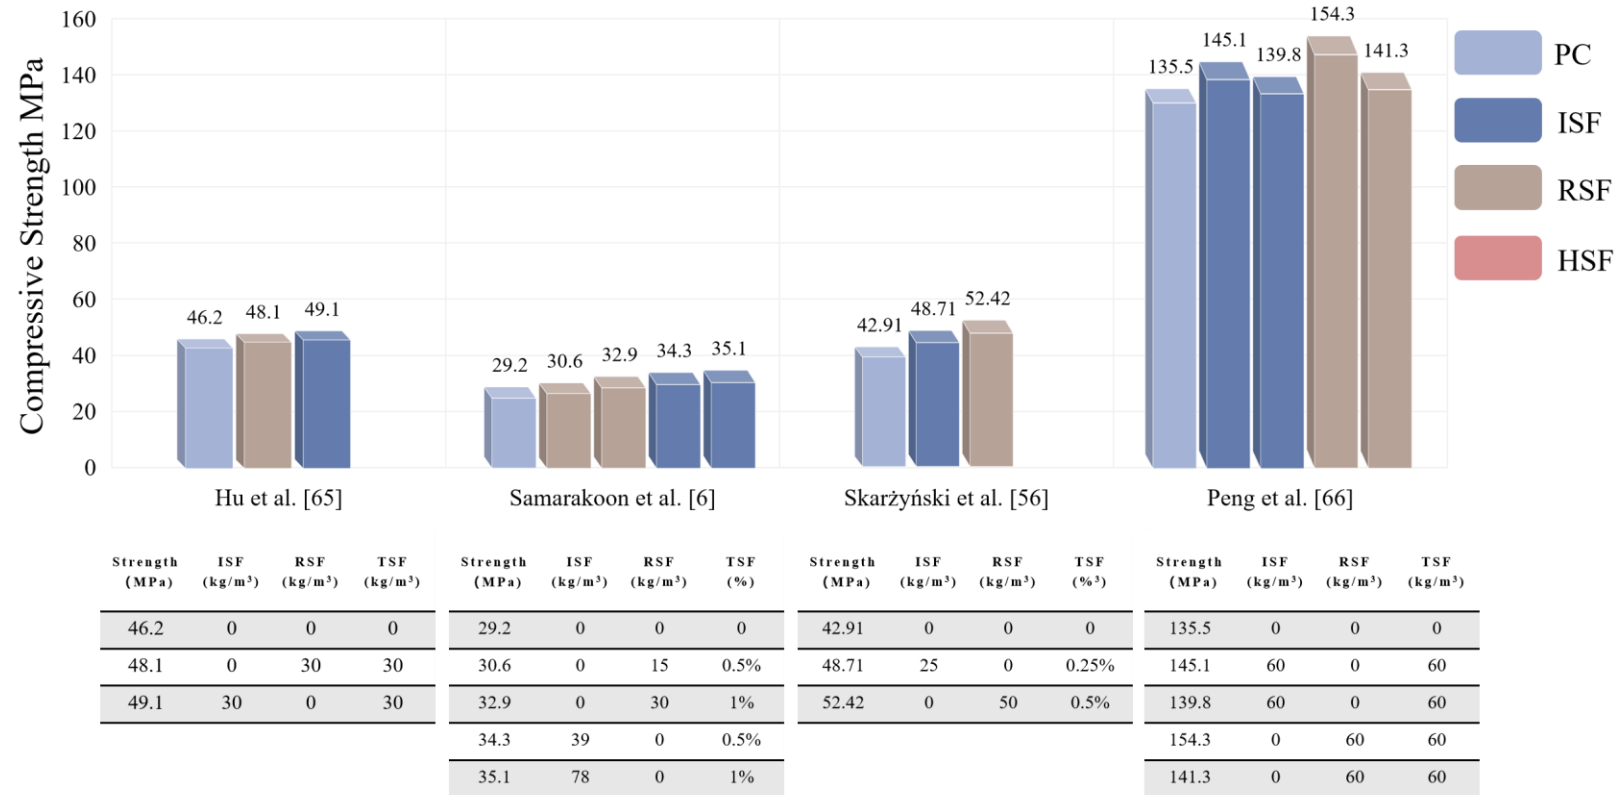 Compressive Strength MPa
160
140
120
100
80
60
40
20
0
46.2
48.1
49.1
29.2
30.6
32.9
34.3
35.1
42.91
48.71
52.42
135.5
145.1
139.8
154.3
141.3
PC
ISF
RSF
HSF
Hu et al. [65]
Samarakoon et al. [6]
Skarżyński et al. [56]
Peng et al. [66]
Strength (MPa) ISF (kg/m³) RSF (kg/m³) TSF (kg/m³)
46.2 0 0 0
48.1 0 30 30
49.1 30 0 30
Strength (MPa) ISF (kg/m³) RSF (kg/m³) TSF (%)
29.2 0 0 0
30.6 0 15 0.5%
32.9 0 30 1%
34.3 39 0 0.5%
35.1 78 0 1%
Strength (MPa) ISF (kg/m³) RSF (kg/m³) TSF (%³)
42.91 0 0 0
48.71 25 0 0.25%
52.42 0 50 0.5%
Strength (MPa) ISF (kg/m³) RSF (kg/m³) TSF (kg/m³)
135.5 0 0 0
145.1 60 0 60
139.8 60 0 60
154.3 0 60 60
141.3 0 60 60